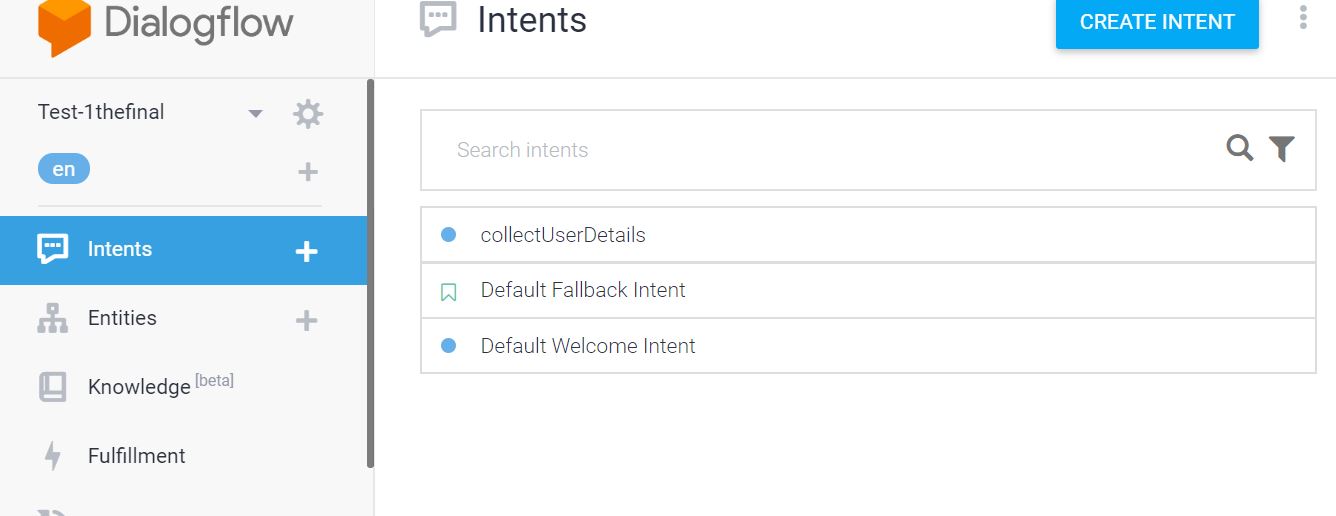 Dialogflow
Test-1thefinal
en
Intents
Entities
Knowledge [beta]
Fulfillment
Intents
CREATE INTENT
Search intents
collectUserDetails
Default Fallback Intent
Default Welcome Intent